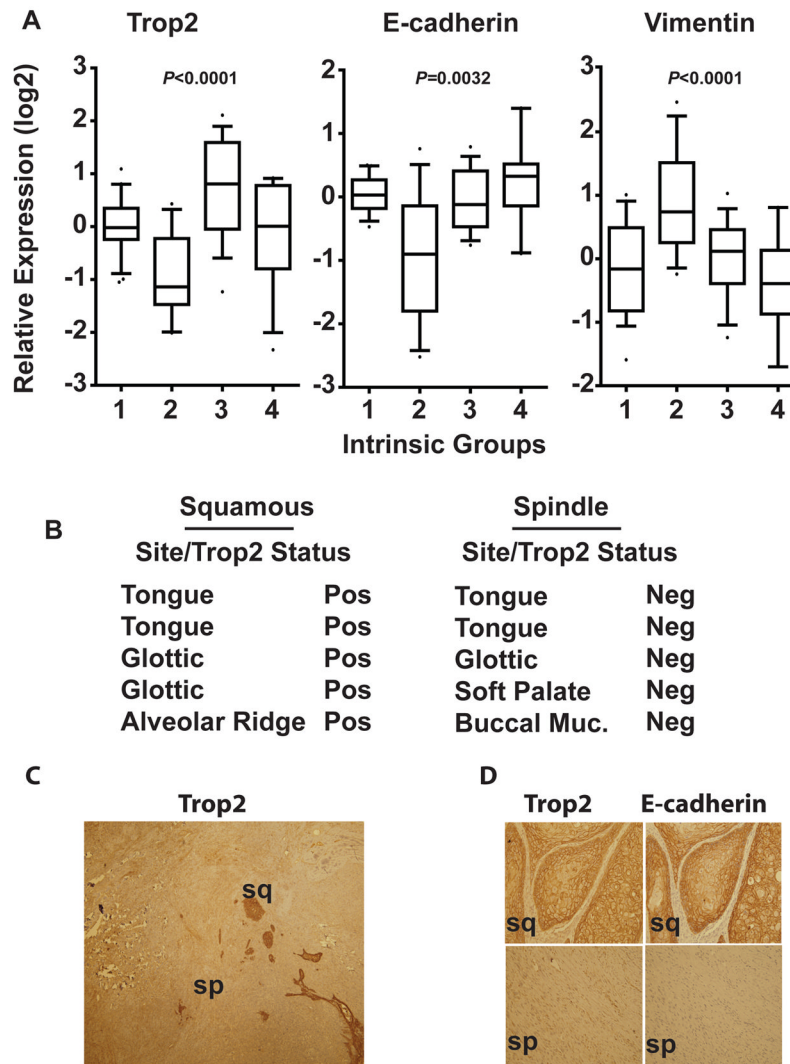 A
Trop2
E-cadherin
Vimentin
Relative Expression (log2)
3
2
1
0
-1
-2
-3
P<0.0001
1 2 3 4
2
1
0
-1
-2
-3
P=0.0032
1 2 3 4
3
2
1
0
-1
-2
P<0.0001
1 2 3 4
Intrinsic Groups
B
Squamous
Site/Trop2 Status
Tongue Pos
Tongue Pos
Glottic Pos
Glottic Pos
Alveolar Ridge Pos
Spindle
Site/Trop2 Status
Tongue Neg
Tongue Neg
Glottic Neg
Soft Palate Neg
Buccal Muc. Neg
C
Trop2
sq
sp
D
Trop2 E-cadherin
sq sq
sp sp